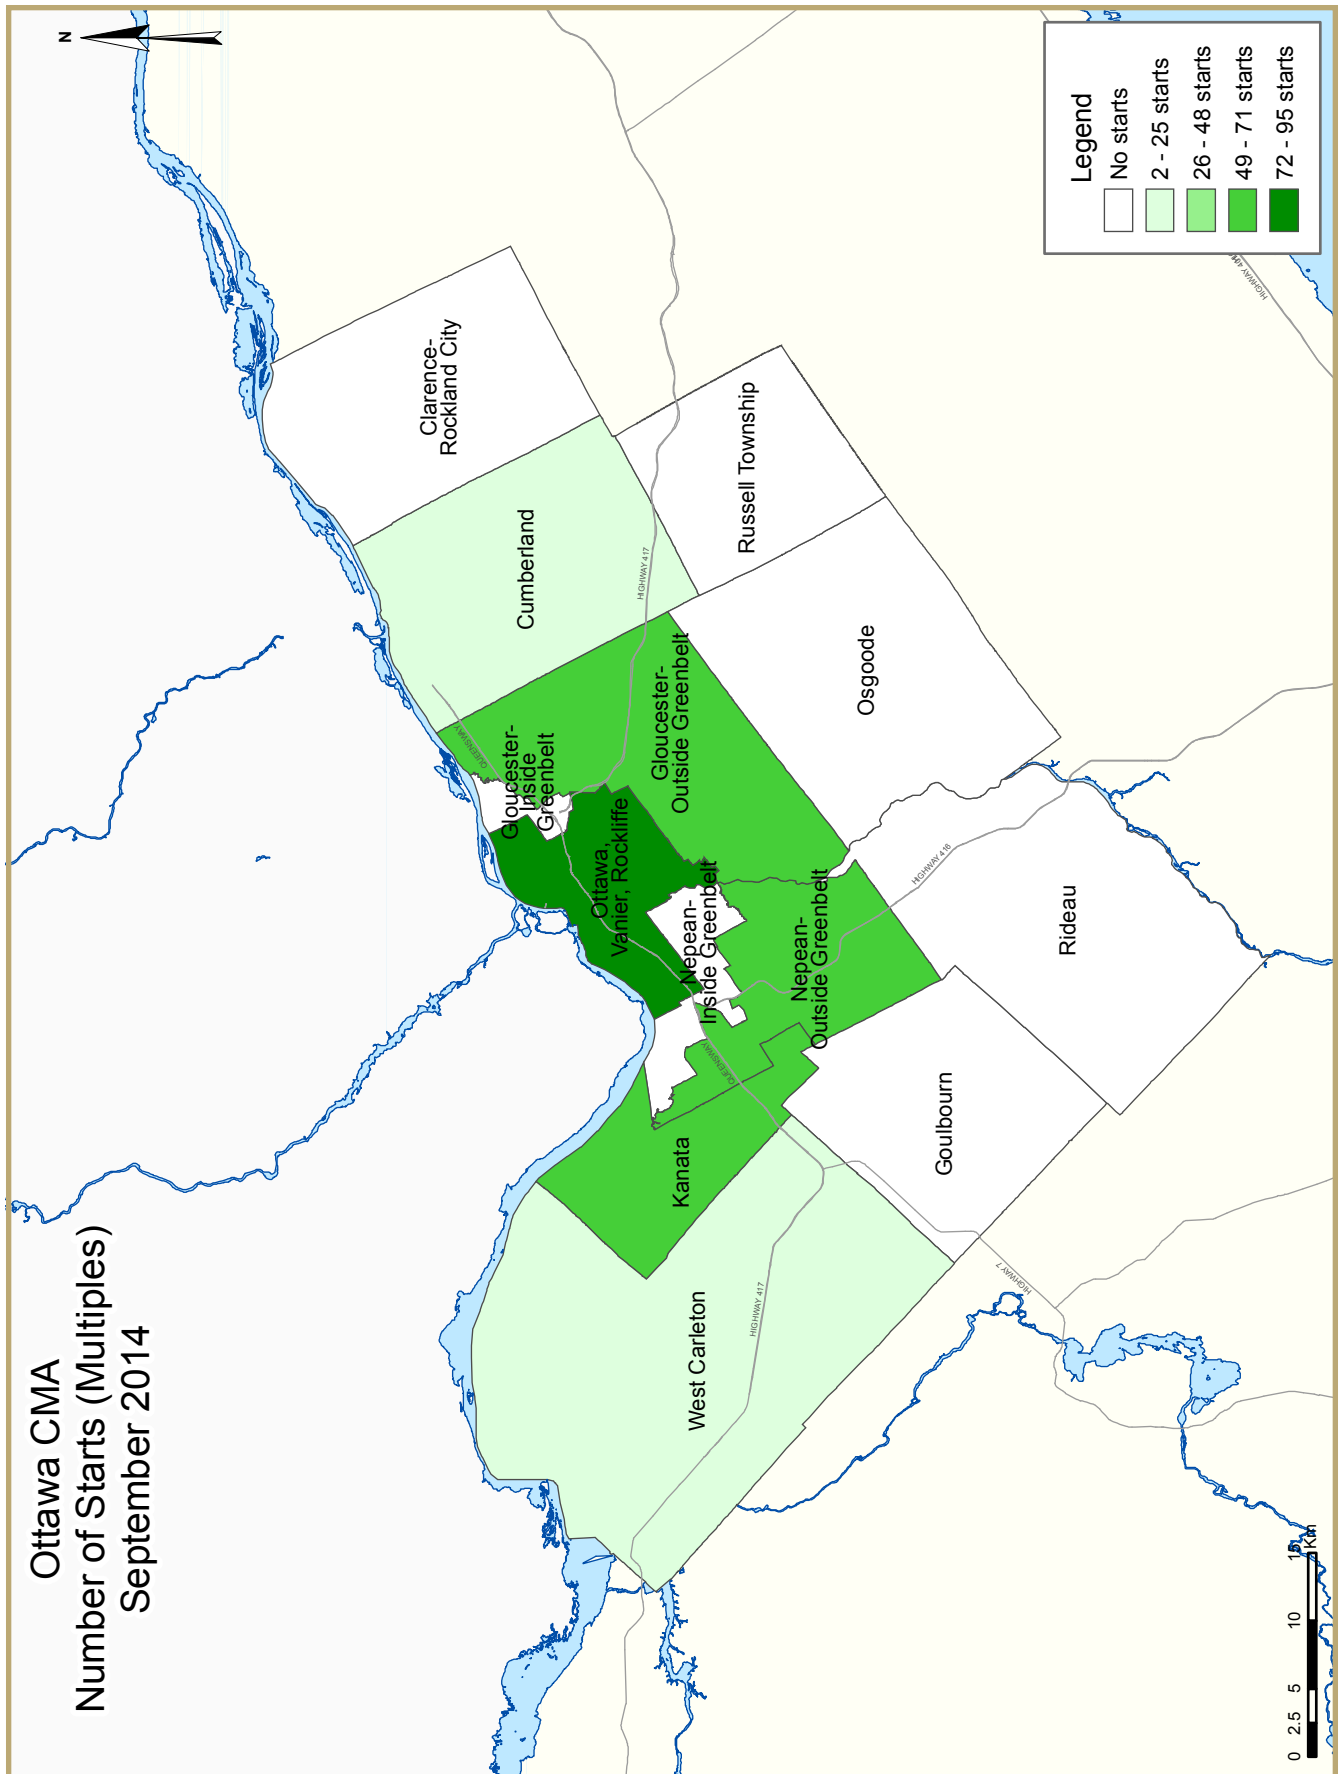 Ottawa CMA
Number of Starts (Multiples)
September 2014
N
Clarence-
Rockland City
Cumberland
Russell Township
HIGHWAY 417
QUEENSWAY
Gloucester-
Inside
Greenbelt
Gloucester-
Outside Greenbelt
Osgoode
Ottawa,
Vanier, Rockliffe
Nepean-
Inside Greenbelt
Nepean-
Outside Greenbelt
HIGHWAY 416
Rideau
QUEENSWAY
Kanata
Goulbourn
West Carleton
HIGHWAY 417
HIGHWAY 7
Legend
No starts
2 - 25 starts
26 - 48 starts
49 - 71 starts
72 - 95 starts
0 2.5 5 10 15
Km